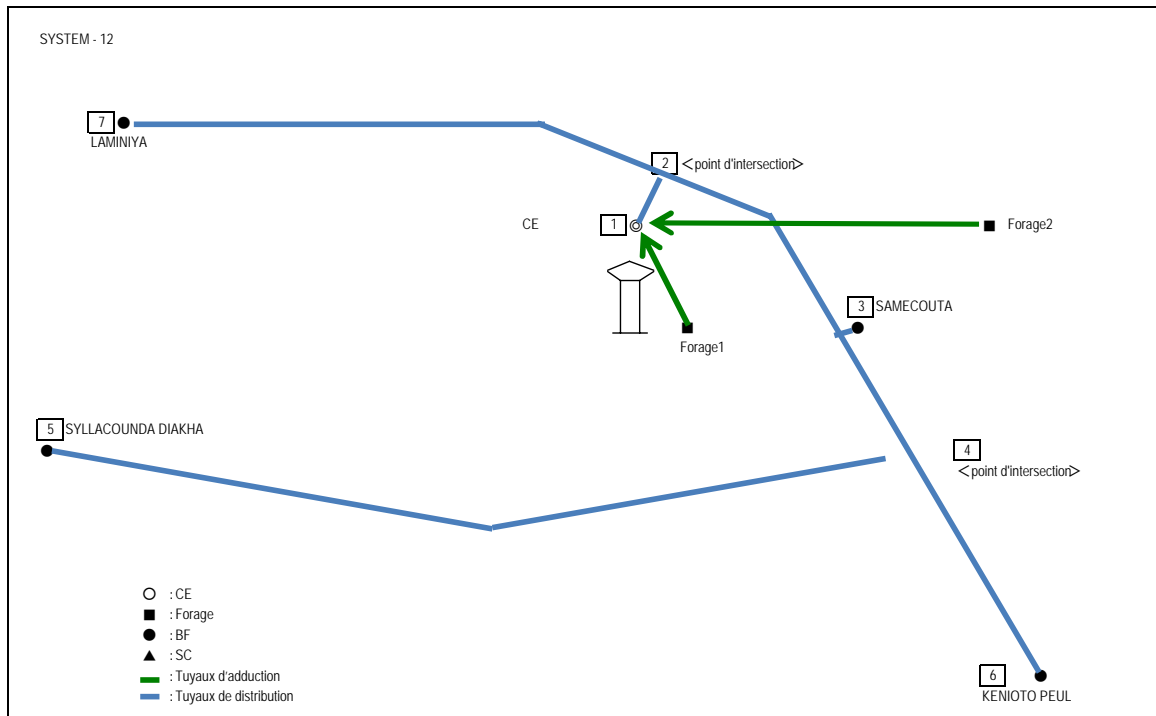 SYSTEM - 12
7
LAMINIYA
2 <point d'intersection>
CE 1
Forage2
3 SAMECOUTA
Forage1
5 SYLLACOUNDA DIAKHA
4
<point d'intersection>
: CE
: Forage
: BF
: SC
: Tuyaux d'adduction
: Tuyaux de distribution
6
KENIOTO PEUL